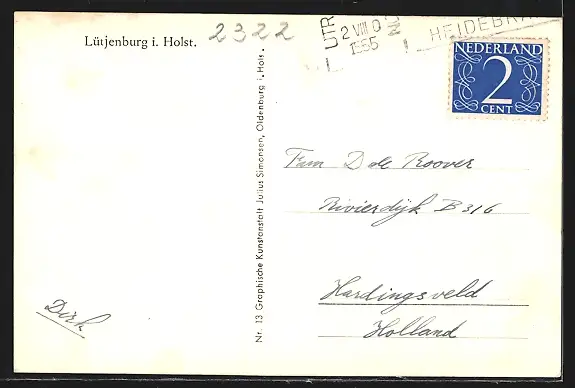 Lütjenburg i. Holst.
2322
UTR
2 VIII 0
1955
HEIDEBR
NEDERLAND
2
CENT
Nr. 13 Graphische Kunstanstalt Julius Simonsen, Oldenburg i. Holst.
Fam D de Roover
Rivierdijk B 316
Hardingsveld
Holland
Dirk